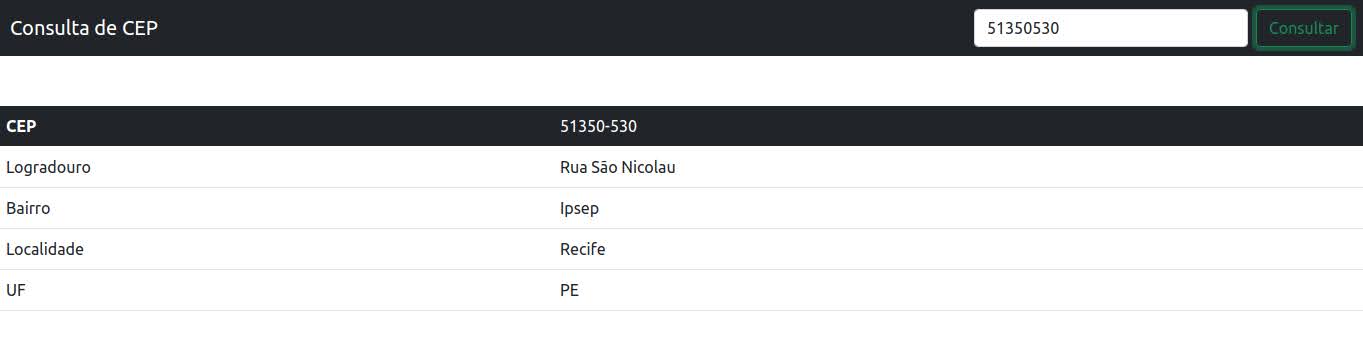 Consulta de CEP 51350530 Consultar
CEP 51350-530
Logradouro Rua São Nicolau
Bairro Ipsep
Localidade Recife
UF PE